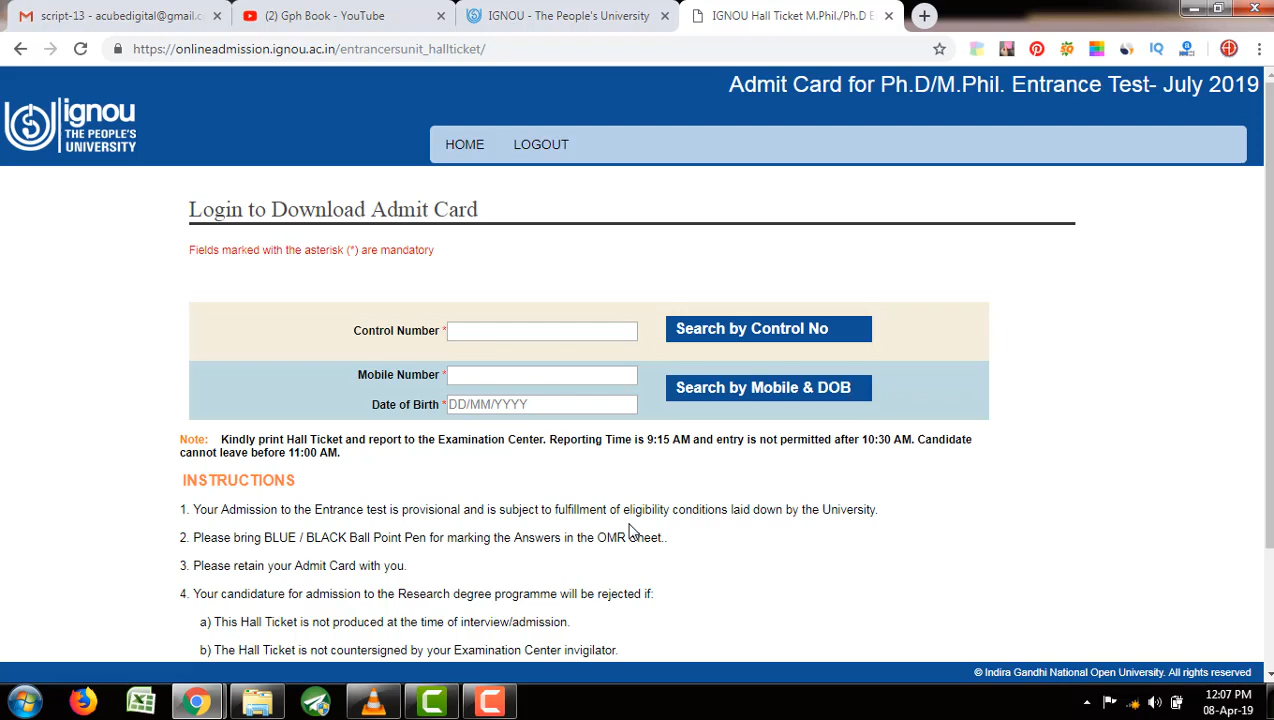 script-13 - acubedigital@gmail.c
(2) Gph Book - YouTube
IGNOU - The People's University
IGNOU Hall Ticket M.Phil./Ph.D E
https://onlineadmission.ignou.ac.in/entrancersunit_hallticket/
IQ
Admit Card for Ph.D/M.Phil. Entrance Test- July 2019
ignou
THE PEOPLE'S
UNIVERSITY
HOME LOGOUT
Login to Download Admit Card
Fields marked with the asterisk (*) are mandatory
Control Number * Search by Control No
Mobile Number *
Search by Mobile & DOB
Date of Birth * DD/MM/YYYY
Note: Kindly print Hall Ticket and report to the Examination Center. Reporting Time is 9:15 AM and entry is not permitted after 10:30 AM. Candidate
cannot leave before 11:00 AM.
INSTRUCTIONS
1. Your Admission to the Entrance test is provisional and is subject to fulfillment of eligibility conditions laid down by the University.
2. Please bring BLUE / BLACK Ball Point Pen for marking the Answers in the OMR Sheet..
3. Please retain your Admit Card with you.
4. Your candidature for admission to the Research degree programme will be rejected if:
a) This Hall Ticket is not produced at the time of interview/admission.
b) The Hall Ticket is not countersigned by your Examination Center invigilator.
© Indira Gandhi National Open University. All rights reserved
12:07 PM
08-Apr-19